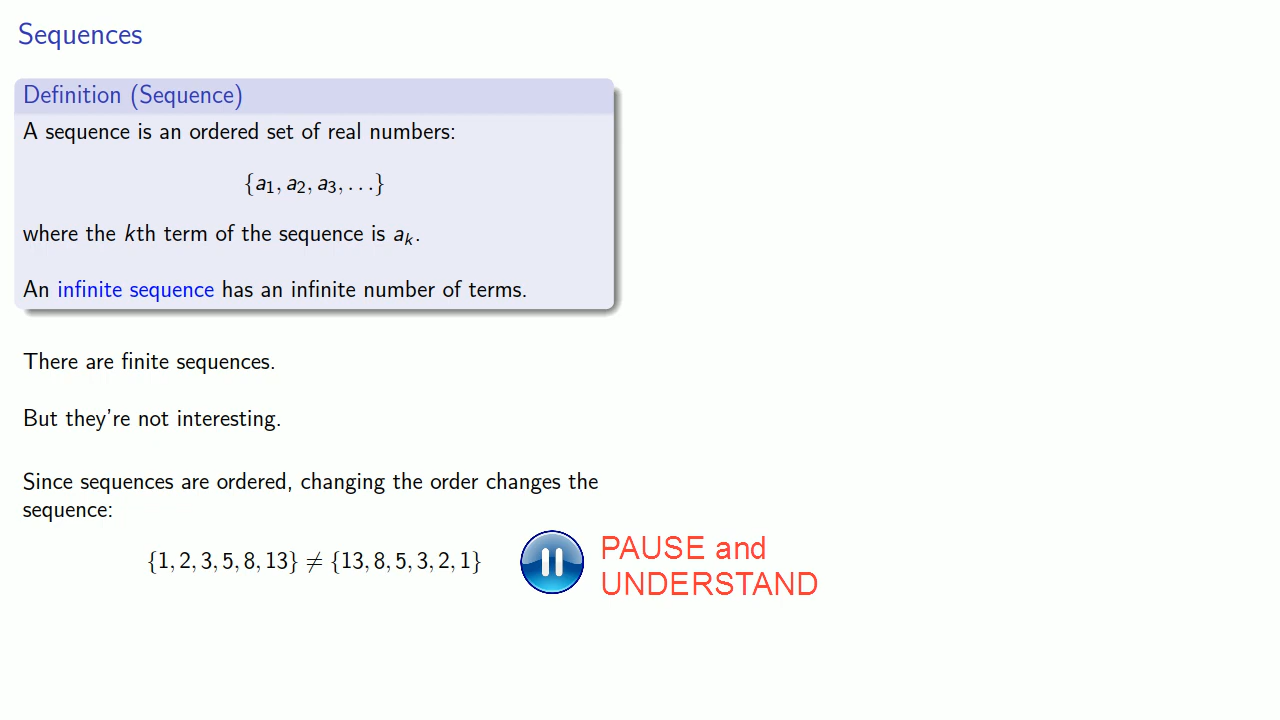 Sequences
Definition (Sequence)
A sequence is an ordered set of real numbers:
{a₁, a₂, a₃, . . .}
where the kth term of the sequence is aₖ.
An infinite sequence has an infinite number of terms.
There are finite sequences.
But they're not interesting.
Since sequences are ordered, changing the order changes the
sequence:
{1, 2, 3, 5, 8, 13} ≠ {13, 8, 5, 3, 2, 1}
PAUSE and
UNDERSTAND